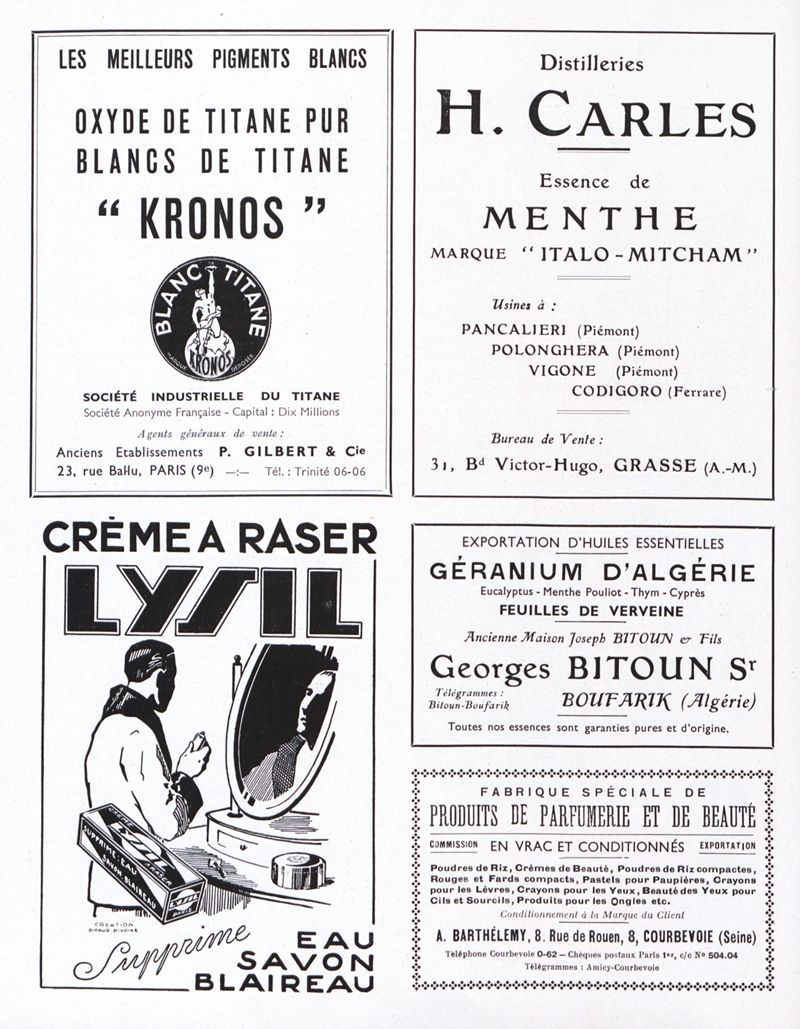 LES MEILLEURS PIGMENTS BLANCS
OXYDE DE TITANE PUR
BLANCS DE TITANE
" KRONOS "
BLANC TITANE
KRONOS
MARQUE DÉPOSÉE
SOCIÉTÉ INDUSTRIELLE DU TITANE
Société Anonyme Française - Capital : Dix Millions
Agents généraux de vente :
Anciens Etablissements P. GILBERT & Cie
23, rue Ballu, PARIS (9e) —:— Tél. : Trinité 06-06
Distilleries
H. CARLES
Essence de
MENTHE
MARQUE "ITALO-MITCHAM"
Usines à :
PANCALIERI (Piémont)
POLONGHERA (Piémont)
VIGONE (Piémont)
CODIGORO (Ferrare)
Bureau de Vente :
31, Bd Victor-Hugo, GRASSE (A.-M.)
CRÈME A RASER
LYSIL
SUPPRIME: EAU
SAVON BLAIREAU
LYSIL
PARIS
CRÉATION
Supprime EAU
SAVON
BLAIREAU
EXPORTATION D'HUILES ESSENTIELLES
GÉRANIUM D'ALGÉRIE
Eucalyptus - Menthe Pouliot - Thym - Cyprès
FEUILLES DE VERVEINE
Ancienne Maison Joseph BITOUN & Fils
Georges BITOUN Sr
Télégrammes :
Bitoun-Boufarik
BOUFARIK (Algérie)
Toutes nos essences sont garanties pures et d'origine.
FABRIQUE SPÉCIALE DE
PRODUITS DE PARFUMERIE ET DE BEAUTÉ
COMMISSION EN VRAC ET CONDITIONNÉS EXPORTATION
Poudres de Riz, Crèmes de Beauté, Poudres de Riz compactes,
Rouges et Fards compacts, Pastels pour Paupières, Crayons
pour les Lèvres, Crayons pour les Yeux, Beauté des Yeux pour
Cils et Sourcils, Produits pour les Ongles etc.
Conditionnement à la Marque du Client
A. BARTHÉLEMY, 8. Rue de Rouen, 8, COURBEVOIE (Seine)
Téléphone Courbevoie 0-62 — Chèques postaux Paris 1er, c/c No 504.04
Télégrammes : Amicy-Courbevoie